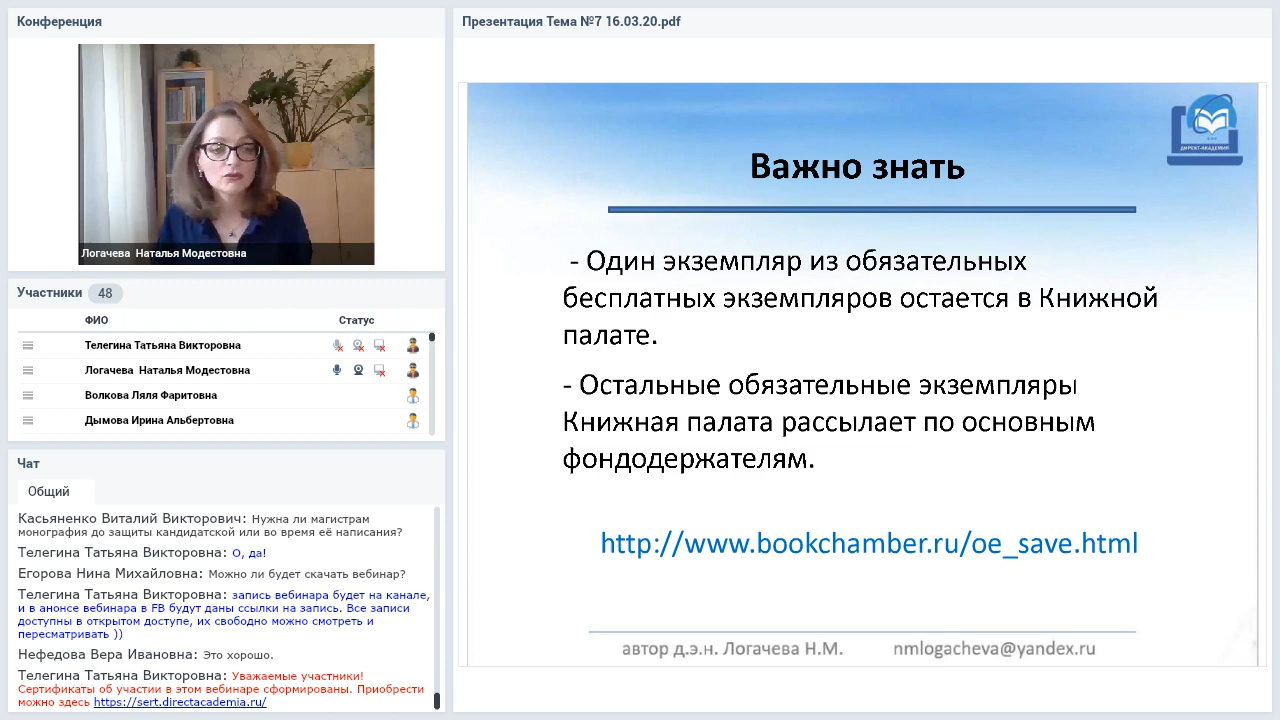 Конференция
Логачева  Наталья Модестовна
Участники 48
ФИО Статус
Телегина Татьяна Викторовна
Логачева  Наталья Модестовна
Волкова Ляля Фаритовна
Дымова Ирина Альбертовна
Чат
Общий
Касьяненко Виталий Викторович: Нужна ли магистрам
монография до защиты кандидатской или во время её написания?
Телегина Татьяна Викторовна: О, да!
Егорова Нина Михайловна: Можно ли будет скачать вебинар?
Телегина Татьяна Викторовна: запись вебинара будет на канале,
и в анонсе вебинара в FB будут даны ссылки на запись. Все записи
доступны в открытом доступе, их свободно можно смотреть и
пересматривать ))
Нефедова Вера Ивановна: Это хорошо.
Телегина Татьяна Викторовна: Уважаемые участники!
Сертификаты об участии в этом вебинаре сформированы. Приобрести
можно здесь https://sert.directacademia.ru/
Презентация Тема №7 16.03.20.pdf
ДИРЕКТ-АКАДЕМИЯ
Важно знать
- Один экземпляр из обязательных
бесплатных экземпляров остается в Книжной
палате.
- Остальные обязательные экземпляры
Книжная палата рассылает по основным
фондодержателям.
http://www.bookchamber.ru/oe_save.html
автор д.э.н. Логачева Н.М. nmlogacheva@yandex.ru